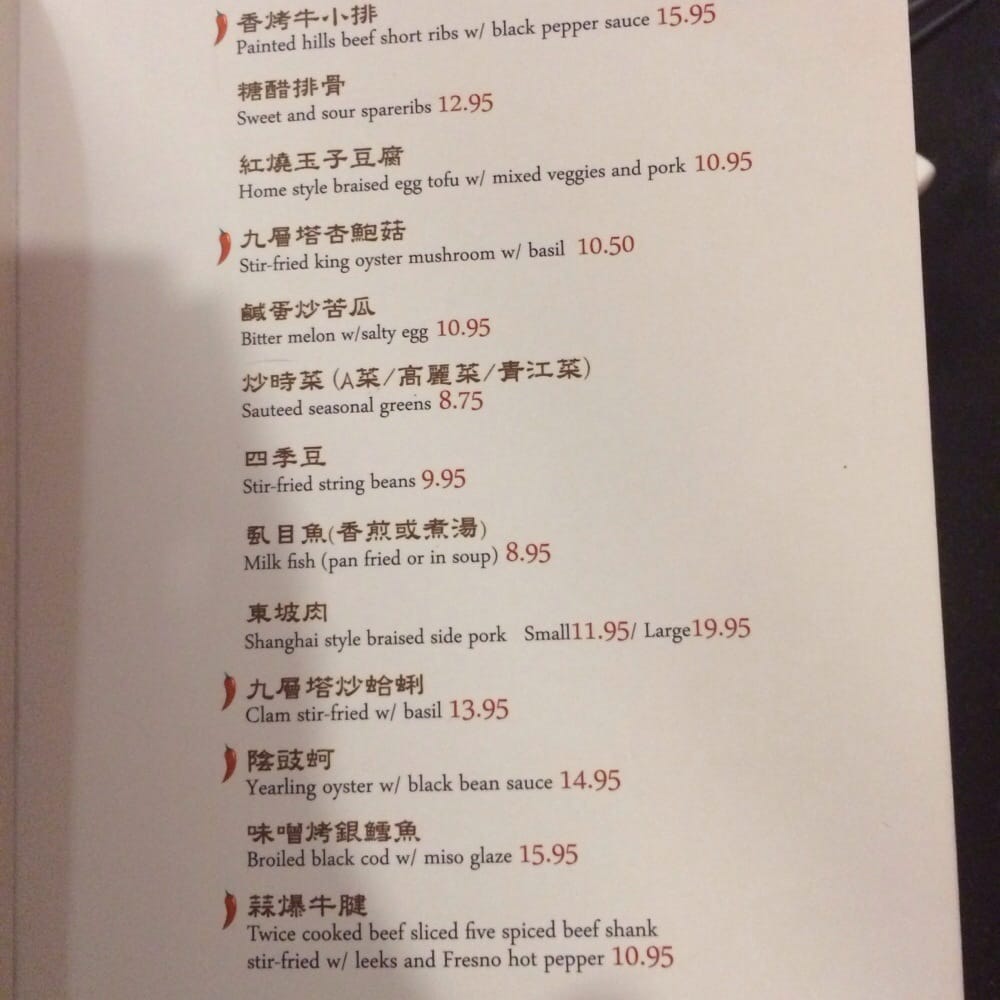 香烤牛小排
Painted hills beef short ribs w/ black pepper sauce 15.95
糖醋排骨
Sweet and sour spareribs 12.95
紅燒玉子豆腐
Home style braised egg tofu w/ mixed veggies and pork 10.95
九層塔杏鮑菇
Stir-fried king oyster mushroom w/ basil 10.50
鹹蛋炒苦瓜
Bitter melon w/salty egg 10.95
炒時菜 (A菜/高麗菜/青江菜)
Sauteed seasonal greens 8.75
四季豆
Stir-fried string beans 9.95
虱目魚(香煎或煮湯)
Milk fish (pan fried or in soup) 8.95
東坡肉
Shanghai style braised side pork Small11.95/ Large19.95
九層塔炒蛤蜊
Clam stir-fried w/ basil 13.95
陰豉蚵
Yearling oyster w/ black bean sauce 14.95
味噌烤銀鱈魚
Broiled black cod w/ miso glaze 15.95
蒜爆牛腱
Twice cooked beef sliced five spiced beef shank
stir-fried w/ leeks and Fresno hot pepper 10.95